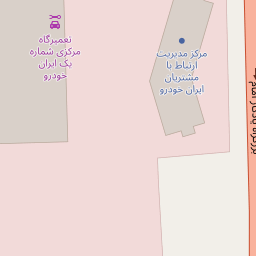 تعمیرگاه
مرکزی شماره
یک ایران
خودرو
مرکز مدیریت
ارتباط با
مشتریان
ایران خودرو